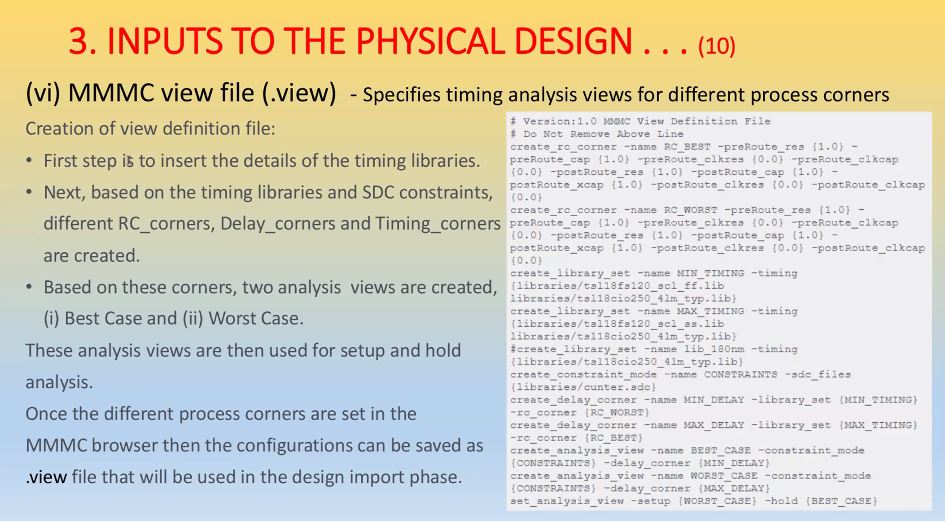 3. INPUTS TO THE PHYSICAL DESIGN . . . (10)
(vi) MMMC view file (.view) - Specifies timing analysis views for different process corners
Creation of view definition file:
• First step is to insert the details of the timing libraries.
• Next, based on the timing libraries and SDC constraints,
different RC_corners, Delay_corners and Timing_corners
are created.
• Based on these corners, two analysis views are created,
(i) Best Case and (ii) Worst Case.
These analysis views are then used for setup and hold
analysis.
Once the different process corners are set in the
MMMC browser then the configurations can be saved as
.view file that will be used in the design import phase.
# Version:1.0 MMMC View Definition File
# Do Not Remove Above Line
create_rc_corner -name RC_BEST -preRoute_res {1.0} -
preRoute_cap {1.0} -preRoute_clkres {0.0} -preRoute_clkcap
{0.0} -postRoute_res {1.0} -postRoute_cap {1.0} -
postRoute_xcap {1.0} -postRoute_clkres {0.0} -postRoute_clkcap
{0.0}
create_rc_corner -name RC_WORST -preRoute_res {1.0} -
preRoute_cap {1.0} -preRoute_clkres {0.0} -preRoute_clkcap
{0.0} -postRoute_res {1.0} -postRoute_cap {1.0} -
postRoute_xcap {1.0} -postRoute_clkres {0.0} -postRoute_clkcap
{0.0}
create_library_set -name MIN_TIMING -timing
{libraries/tsl18fs120_scl_ff.lib
libraries/tsl18cio250_4lm_typ.lib}
create_library_set -name MAX_TIMING -timing
{libraries/tsl18fs120_scl_ss.lib
libraries/tsl18cio250_4lm_typ.lib}
#create_library_set -name lib_180nm -timing
{libraries/tsl18cio250_4lm_typ.lib}
create_constraint_mode -name CONSTRAINTS -sdc_files
{libraries/cunter.sdc}
create_delay_corner -name MIN_DELAY -library_set {MIN_TIMING}
-rc_corner {RC_WORST}
create_delay_corner -name MAX_DELAY -library_set {MAX_TIMING}
-rc_corner {RC_BEST}
create_analysis_view -name BEST_CASE -constraint_mode
{CONSTRAINTS} -delay_corner {MIN_DELAY}
create_analysis_view -name WORST_CASE -constraint_mode
{CONSTRAINTS} -delay_corner {MAX_DELAY}
set_analysis_view -setup {WORST_CASE} -hold {BEST_CASE}